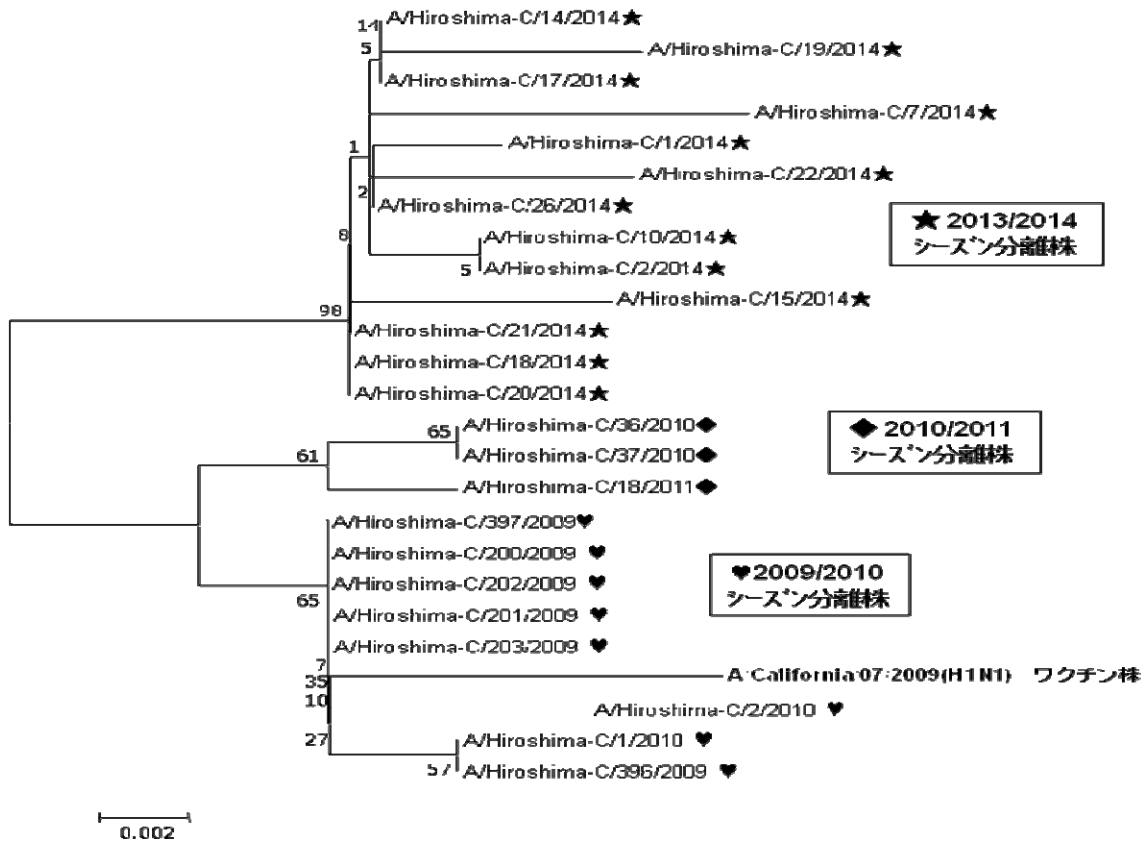 14
A/Hiroshima-C/14/2014★
5
A/Hiroshima-C/19/2014★
A/Hiroshima-C/17/2014★
A/Hiroshima-C/7/2014★
1
A/Hiroshima-C/1/2014★
A/Hiroshima-C/22/2014★
2
A/Hiroshima-C/26/2014★
★ 2013/2014
シーズン分離株
8
A/Hiroshima-C/10/2014★
5
A/Hiroshima-C/2/2014★
A/Hiroshima-C/15/2014★
98
A/Hiroshima-C/21/2014★
A/Hiroshima-C/18/2014★
A/Hiroshima-C/20/2014★
65
A/Hiroshima-C/36/2010◆
◆ 2010/2011
シーズン分離株
61
A/Hiroshima-C/37/2010◆
A/Hiroshima-C/18/2011◆
A/Hiroshima-C/397/2009♥
A/Hiroshima-C/200/2009 ♥
♥2009/2010
シーズン分離株
A/Hiroshima-C/202/2009 ♥
65
A/Hiroshima-C/201/2009 ♥
A/Hiroshima-C/203/2009 ♥
7
35
A California 07 2009(H1N1) ワクチン株
10
A/Hiroshima-C/2/2010 ♥
27
A/Hiroshima-C/1/2010 ♥
57
A/Hiroshima-C/396/2009 ♥
0.002